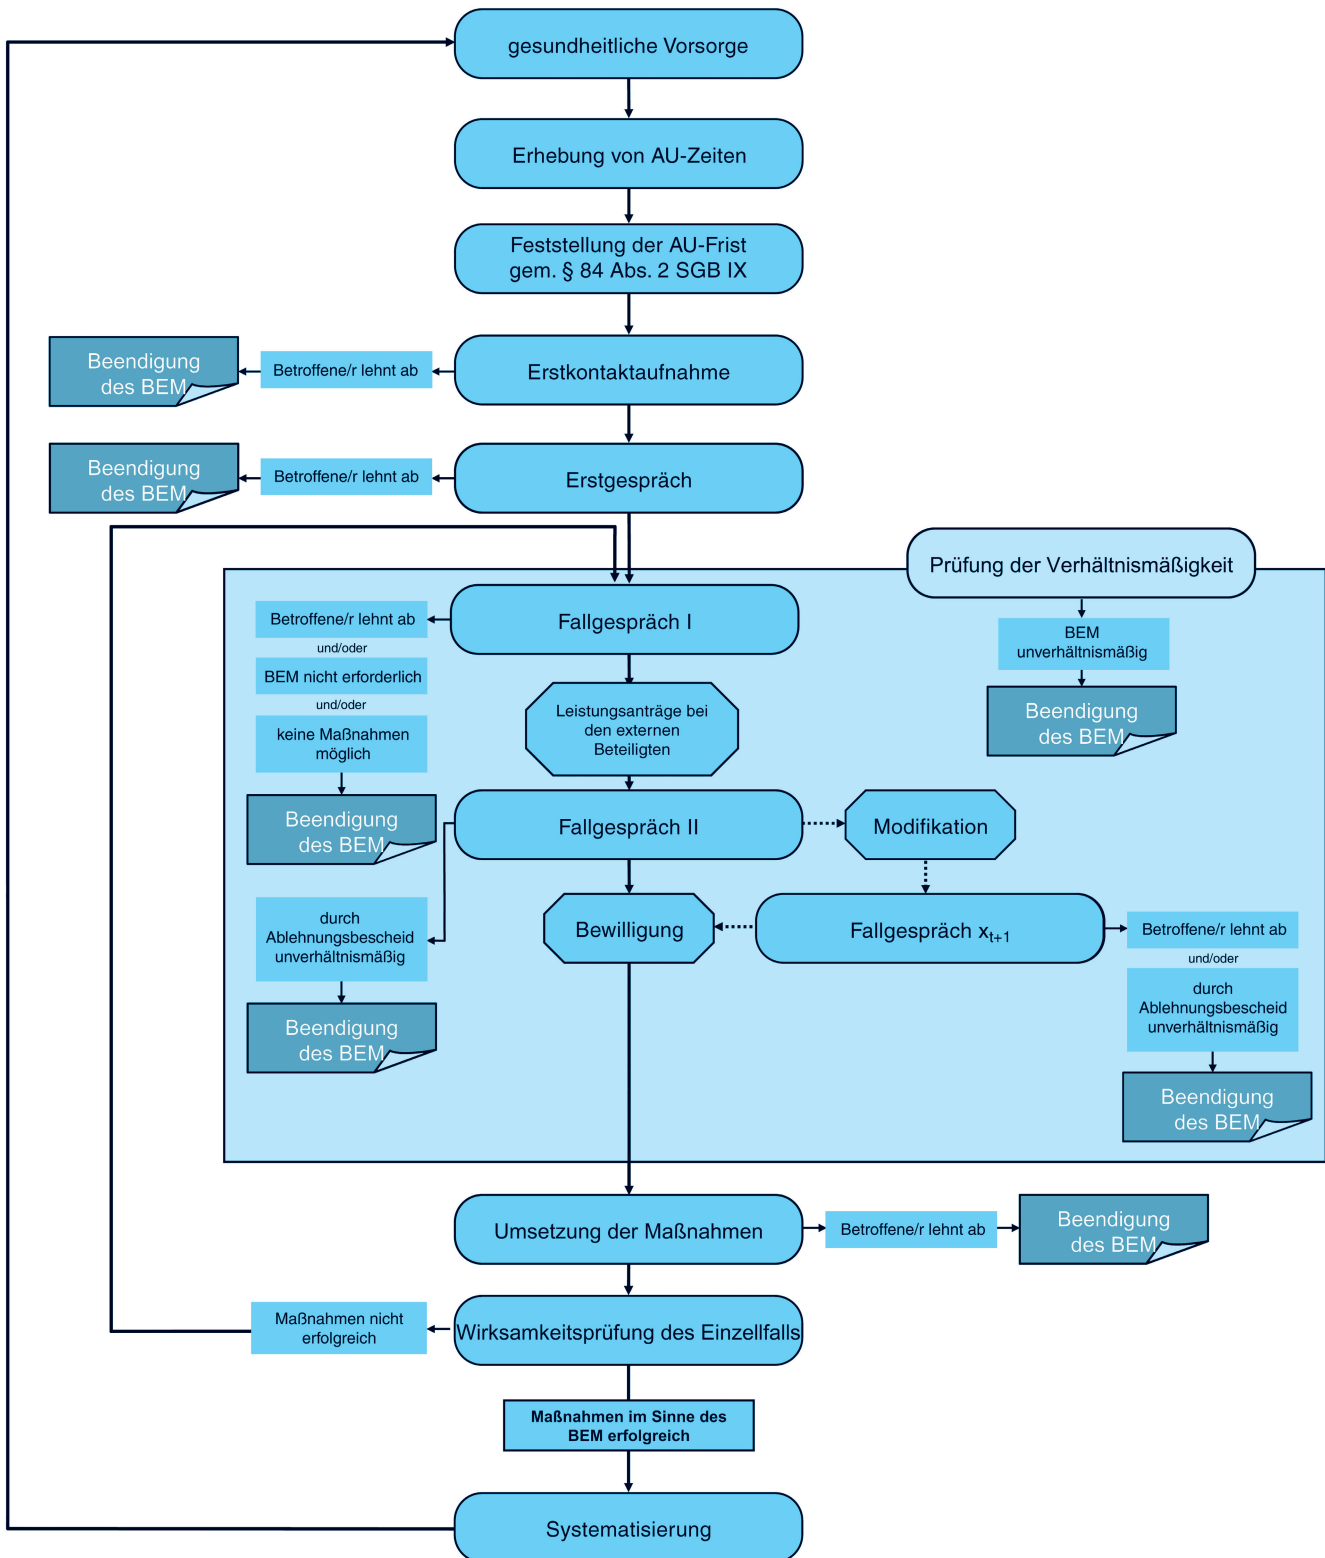 gesundheitliche Vorsorge
Erhebung von AU-Zeiten
Feststellung der AU-Frist
gem. § 84 Abs. 2 SGB IX
Beendigung
des BEM
Betroffene/r lehnt ab
Erstkontaktaufnahme
Beendigung
des BEM
Betroffene/r lehnt ab
Erstgespräch
Prüfung der Verhältnismäßigkeit
BEM
unverhältnismäßig
Beendigung
des BEM
Betroffene/r lehnt ab
und/oder
BEM nicht erforderlich
und/oder
keine Maßnahmen
möglich
Beendigung
des BEM
Fallgespräch I
Leistungsanträge bei
den externen
Beteiligten
Fallgespräch II
Modifikation
durch
Ablehnungsbescheid
unverhältnismäßig
Beendigung
des BEM
Bewilligung
Fallgespräch xt+1
Betroffene/r lehnt ab
und/oder
durch
Ablehnungsbescheid
unverhältnismäßig
Beendigung
des BEM
Umsetzung der Maßnahmen
Betroffene/r lehnt ab
Beendigung
des BEM
Maßnahmen nicht
erfolgreich
Wirksamkeitsprüfung des Einzellfalls
Maßnahmen im Sinne des
BEM erfolgreich
Systematisierung